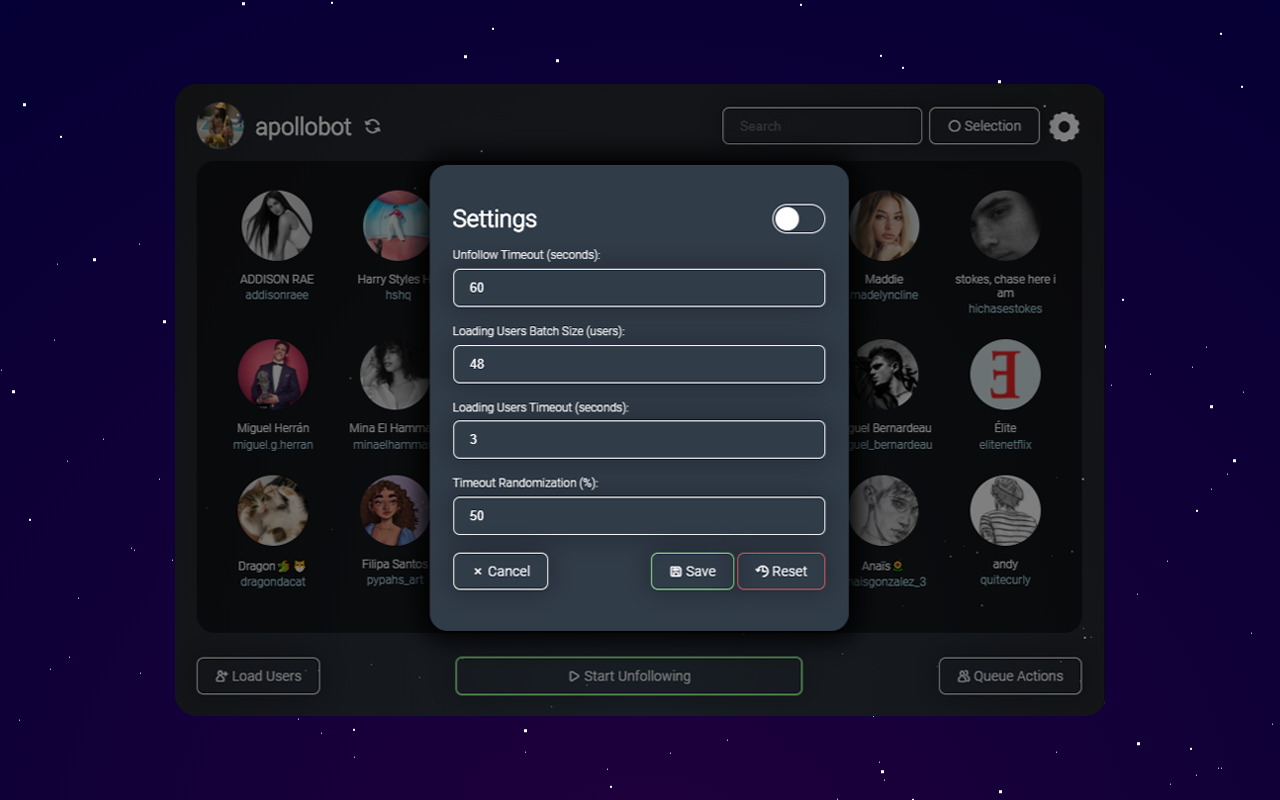 apollobot
Search
Selection
ADDISON RAE
addisonraee
Harry Styles H
hshq
Maddie
madelyncline
stokes, chase here i
am
hichasestokes
Settings
Unfollow Timeout (seconds):
60
Loading Users Batch Size (users):
48
Loading Users Timeout (seconds):
3
Timeout Randomization (%):
50
× Cancel
Save
Reset
Miguel Herrán
miguel.g.herran
Mina El Hamma
minaelhamma
guel Bernardeau
uel_bernardeau
Élite
elitenetflix
Dragon 🐉 😺
dragondacat
Filipa Santos
pypahs_art
Anaïs 🌻
naisgonzalez_3
andy
quitecurly
Load Users
Start Unfollowing
Queue Actions